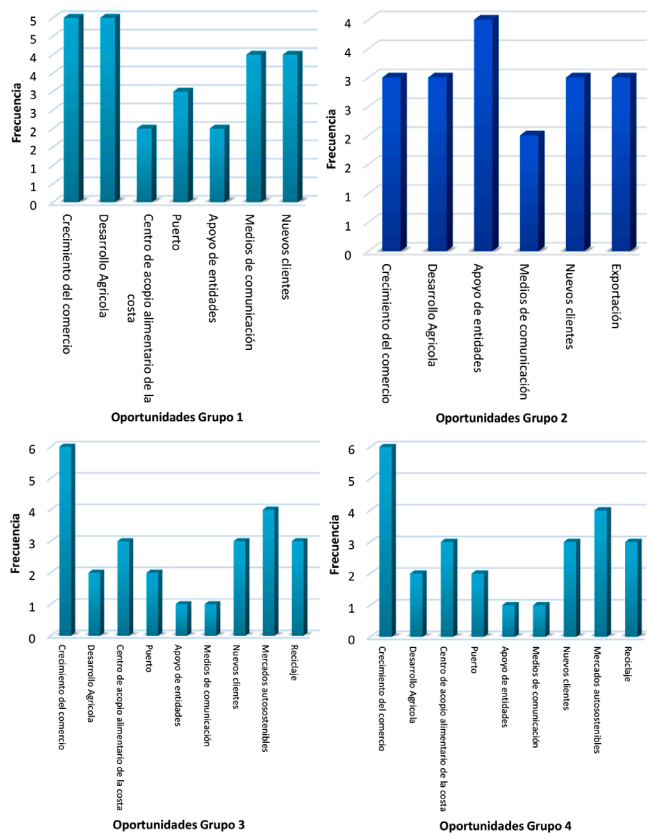 5
5
4
4
3
3
2
2
1
1
0
Frecuencia
Crecimiento del comercio
Desarrollo Agricola
Centro de acopio alimentario de la
costa
Puerto
Apoyo de entidades
Medios de comunicación
Nuevos clientes
Oportunidades Grupo 1
4
4
3
3
2
2
1
1
0
Frecuencia
Crecimiento del comercio
Desarrollo Agricola
Apoyo de entidades
Medios de comunicación
Nuevos clientes
Exportación
Oportunidades Grupo 2
6
5
4
3
2
1
0
Frecuencia
Crecimiento del comercio
Desarrollo Agricola
Centro de acopio alimentario de la costa
Puerto
Apoyo de entidades
Medios de comunicación
Nuevos clientes
Mercados autosostenibles
Reciclaje
Oportunidades Grupo 3
6
5
4
3
2
1
0
Frecuencia
Crecimiento del comercio
Desarrollo Agricola
Centro de acopio alimentario de la costa
Puerto
Apoyo de entidades
Medios de comunicación
Nuevos clientes
Mercados autosostenibles
Reciclaje
Oportunidades Grupo 4